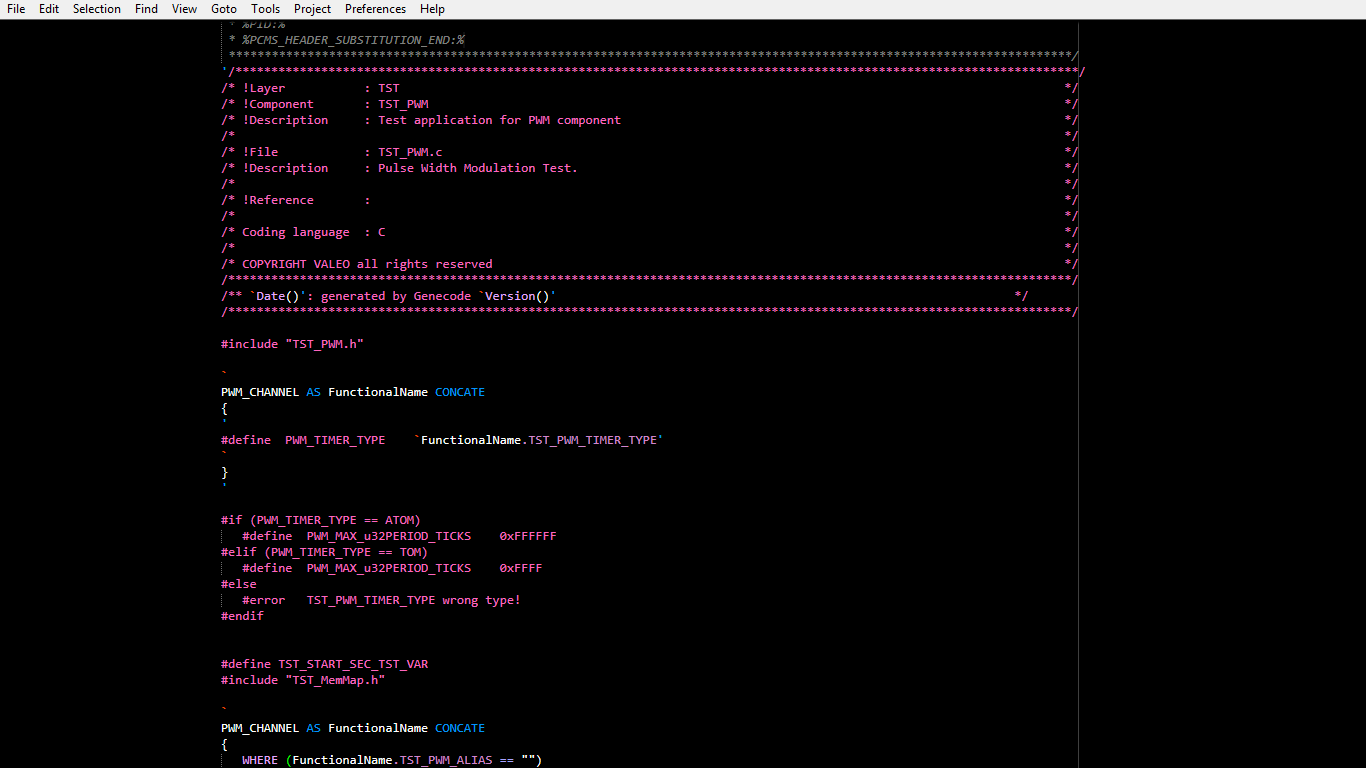 File Edit Selection Find View Goto Tools Project Preferences Help
* %PID:%
* %PCMS_HEADER_SUBSTITUTION_END:%
***********************************************************************************************************************/
'/**********************************************************************************************************************/
/* !Layer           : TST */
/* !Component       : TST_PWM */
/* !Description     : Test application for PWM component */
/* */
/* !File            : TST_PWM.c */
/* !Description     : Pulse Width Modulation Test. */
/* */
/* !Reference       : */
/* */
/* Coding language  : C */
/* */
/* COPYRIGHT VALEO all rights reserved */
/**********************************************************************************************************************/
/** `Date()': generated by Genecode `Version()' */
/**********************************************************************************************************************/
#include "TST_PWM.h"
`
PWM_CHANNEL AS FunctionalName CONCATE
{
'
#define  PWM_TIMER_TYPE    `FunctionalName.TST_PWM_TIMER_TYPE'
`
}
'
#if (PWM_TIMER_TYPE == ATOM)
#define  PWM_MAX_u32PERIOD_TICKS    0xFFFFFF
#elif (PWM_TIMER_TYPE == TOM)
#define  PWM_MAX_u32PERIOD_TICKS    0xFFFF
#else
#error   TST_PWM_TIMER_TYPE wrong type!
#endif
#define TST_START_SEC_TST_VAR
#include "TST_MemMap.h"
`
PWM_CHANNEL AS FunctionalName CONCATE
{
WHERE (FunctionalName.TST_PWM_ALIAS == "")